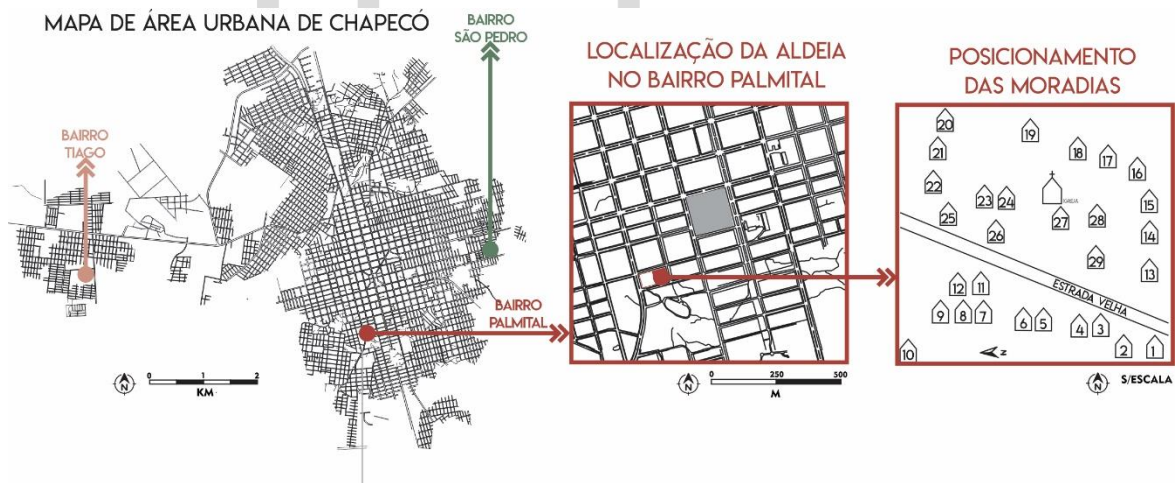 MAPA DE ÁREA URBANA DE CHAPECÓ
BAIRRO
SÃO PEDRO
BAIRRO
TIAGO
BAIRRO
PALMITAL
N
0 1 2
KM
LOCALIZAÇÃO DA ALDEIA
NO BAIRRO PALMITAL
N
0 250 500
M
POSICIONAMENTO
DAS MORADIAS
20
19
21
18
17
16
22
23
24
IGREJA
15
25
27
28
26
14
29
13
ESTRADA VELHA
12
11
9
8
7
6
5
4
3
10
2
1
N
N
S/ESCALA